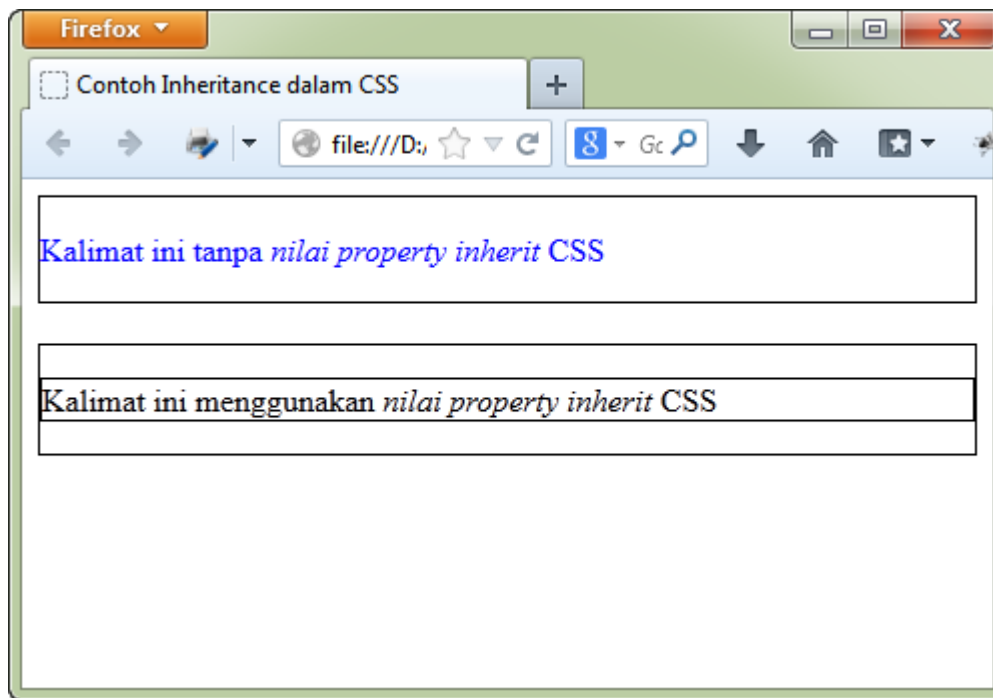 Firefox
Contoh Inheritance dalam CSS
file:///D:/
8
Gc
Kalimat ini tanpa nilai property inherit CSS
Kalimat ini menggunakan nilai property inherit CSS